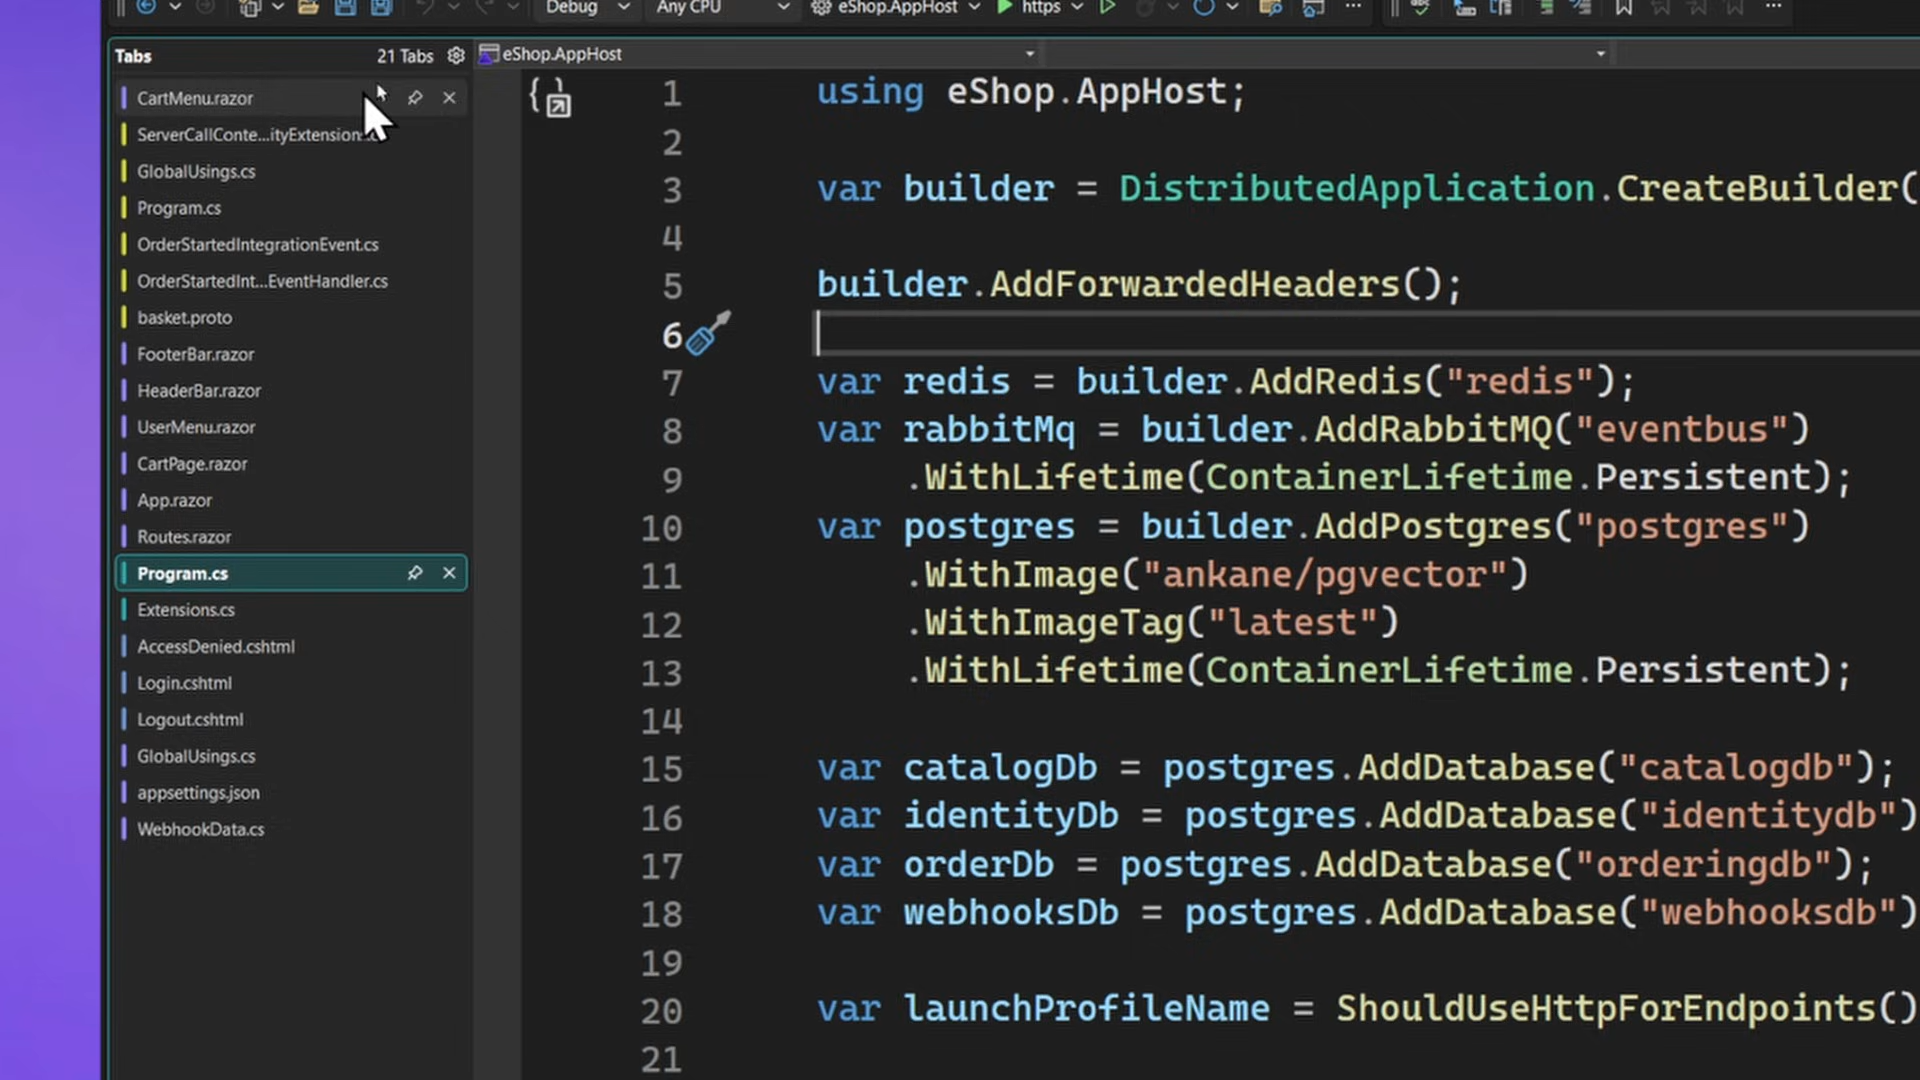 Debug
Any CPU
eShop.AppHost
https
Tabs
21 Tabs
eShop.AppHost
CartMenu.razor
ServerCallConte...ityExtension
GlobalUsings.cs
Program.cs
OrderStartedIntegrationEvent.cs
OrderStartedInt...EventHandler.cs
basket.proto
FooterBar.razor
HeaderBar.razor
UserMenu.razor
CartPage.razor
App.razor
Routes.razor
Program.cs
Extensions.cs
AccessDenied.cshtml
Login.cshtml
Logout.cshtml
GlobalUsings.cs
appsettings.json
WebhookData.cs
1 using eShop.AppHost;
2
3 var builder = DistributedApplication.CreateBuilder(
4
5 builder.AddForwardedHeaders();
6
7 var redis = builder.AddRedis("redis");
8 var rabbitMq = builder.AddRabbitMQ("eventbus")
9 .WithLifetime(ContainerLifetime.Persistent);
10 var postgres = builder.AddPostgres("postgres")
11 .WithImage("ankane/pgvector")
12 .WithImageTag("latest")
13 .WithLifetime(ContainerLifetime.Persistent);
14
15 var catalogDb = postgres.AddDatabase("catalogdb");
16 var identityDb = postgres.AddDatabase("identitydb")
17 var orderDb = postgres.AddDatabase("orderingdb");
18 var webhooksDb = postgres.AddDatabase("webhooksdb")
19
20 var launchProfileName = ShouldUseHttpForEndpoints()
21